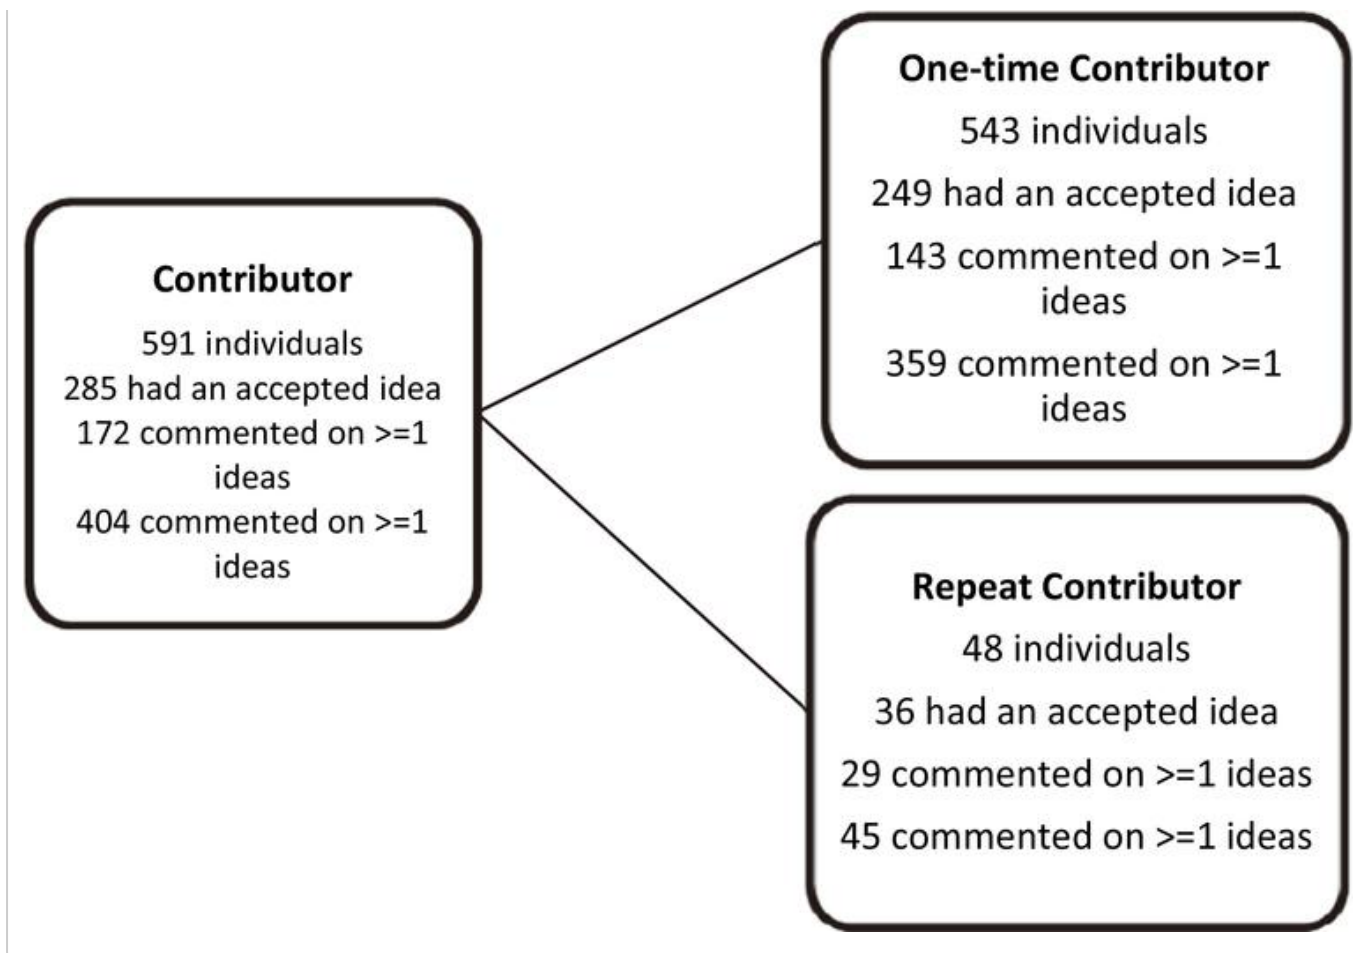 Contributor
591 individuals
285 had an accepted idea
172 commented on >=1
ideas
404 commented on >=1
ideas
One-time Contributor
543 individuals
249 had an accepted idea
143 commented on >=1
ideas
359 commented on >=1
ideas
Repeat Contributor
48 individuals
36 had an accepted idea
29 commented on >=1 ideas
45 commented on >=1 ideas